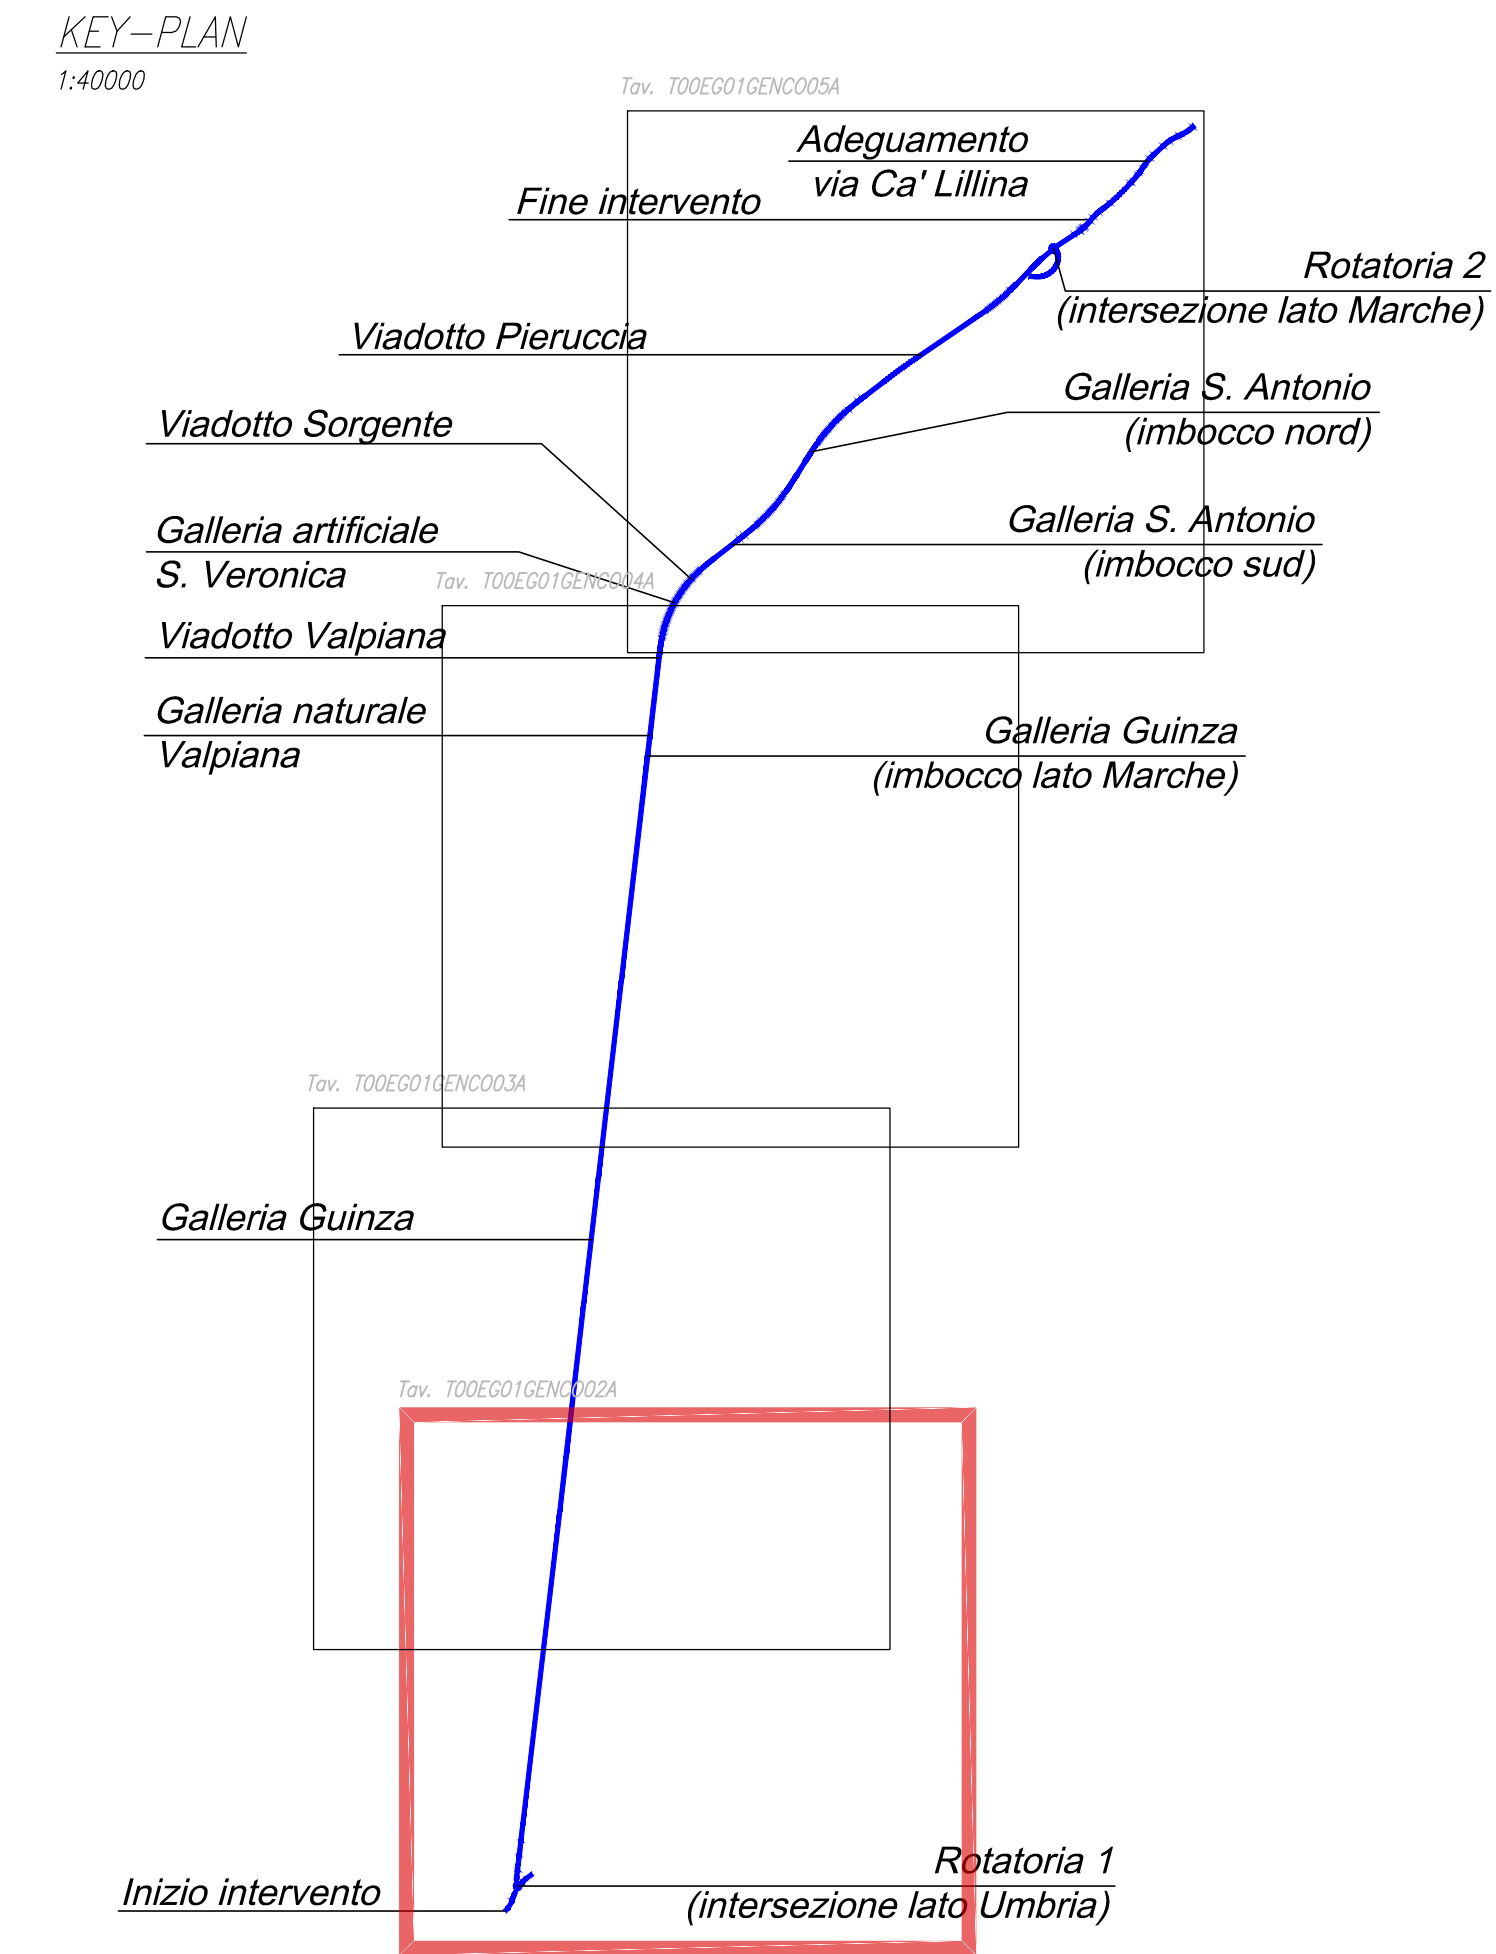 KEY-PLAN
1:40000
Tav. T00EG01GENCO05A
Adeguamento
via Ca' Lillina
Fine intervento
Rotatoria 2
(intersezione lato Marche)
Viadotto Pieruccia
Galleria S. Antonio
(imbocco nord)
Viadotto Sorgente
Galleria S. Antonio
(imbocco sud)
Galleria artificiale
S. Veronica
Tav. T00EG01GENCO04A
Viadotto Valpiana
Galleria naturale
Valpiana
Galleria Guinza
(imbocco lato Marche)
Tav. T00EG01GENCO03A
Galleria Guinza
Tav. T00EG01GENCO02A
Rotatoria 1
(intersezione lato Umbria)
Inizio intervento